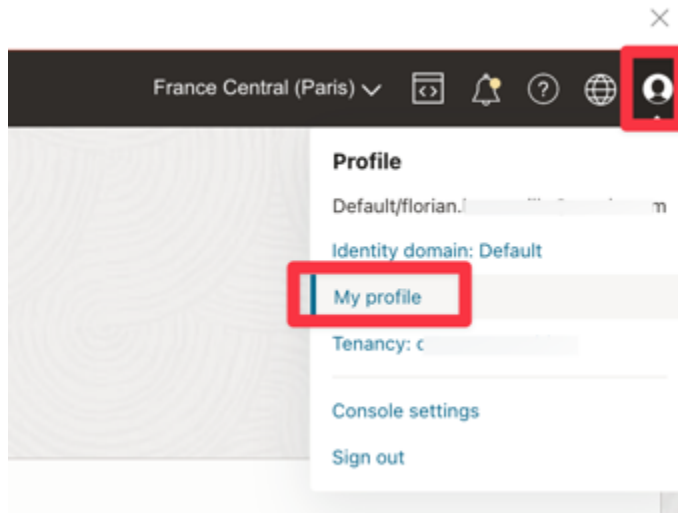 France Central (Paris)
Profile
Default/florian.
Identity domain: Default
My profile
Tenancy:
Console settings
Sign out